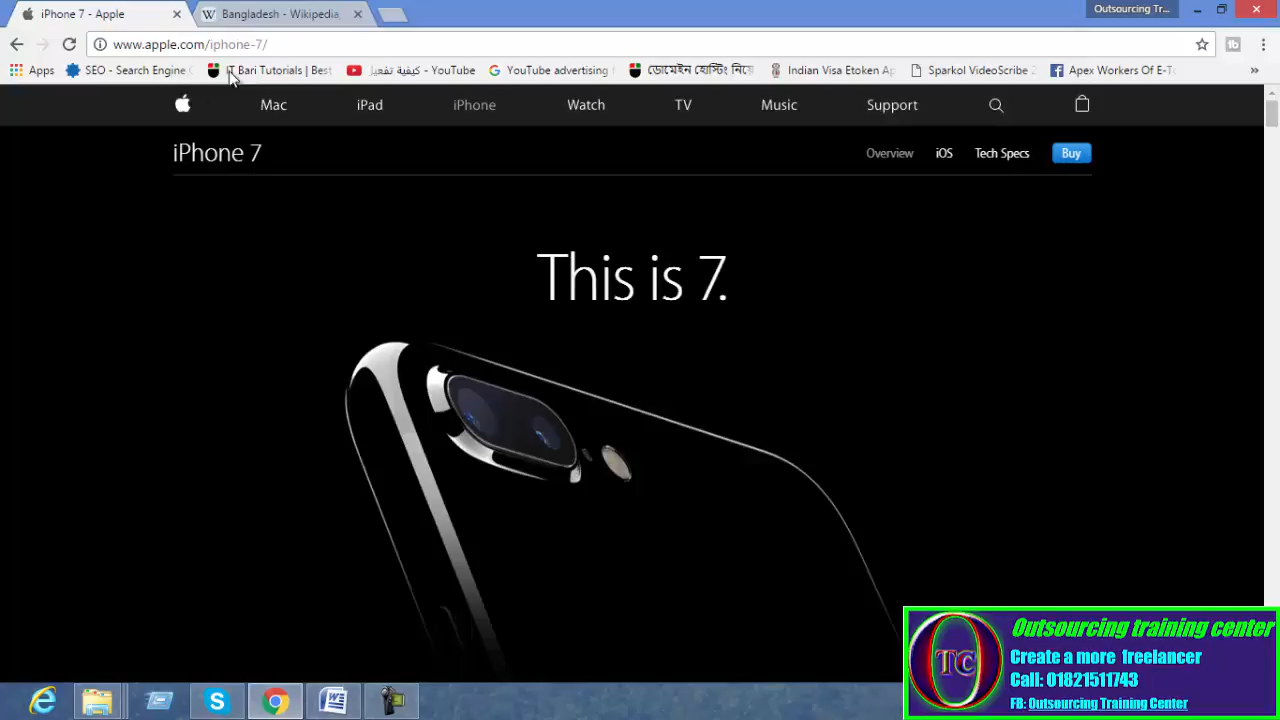 iPhone 7 - Apple
Bangladesh - Wikipedia,
Outsourcing Tr...
www.apple.com/iphone-7/
Apps
SEO - Search Engine
IT Bari Tutorials | Best
كيفية تفعيل - YouTube
YouTube advertising
ডোমেইন হোস্টিং নিয়ে
Indian Visa Etoken Ap
Sparkol VideoScribe 2
Apex Workers Of E-To
Mac
iPad
iPhone
Watch
TV
Music
Support
iPhone 7
Overview
iOS
Tech Specs
Buy
This is 7.
OTC
Outsourcing training center
Create a more freelancer
Call: 01821511743
FB: Outsourcing Training Center